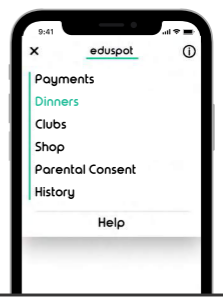 9:41
eduspot
Payments
Dinners
Clubs
Shop
Parental Consent
History
Help